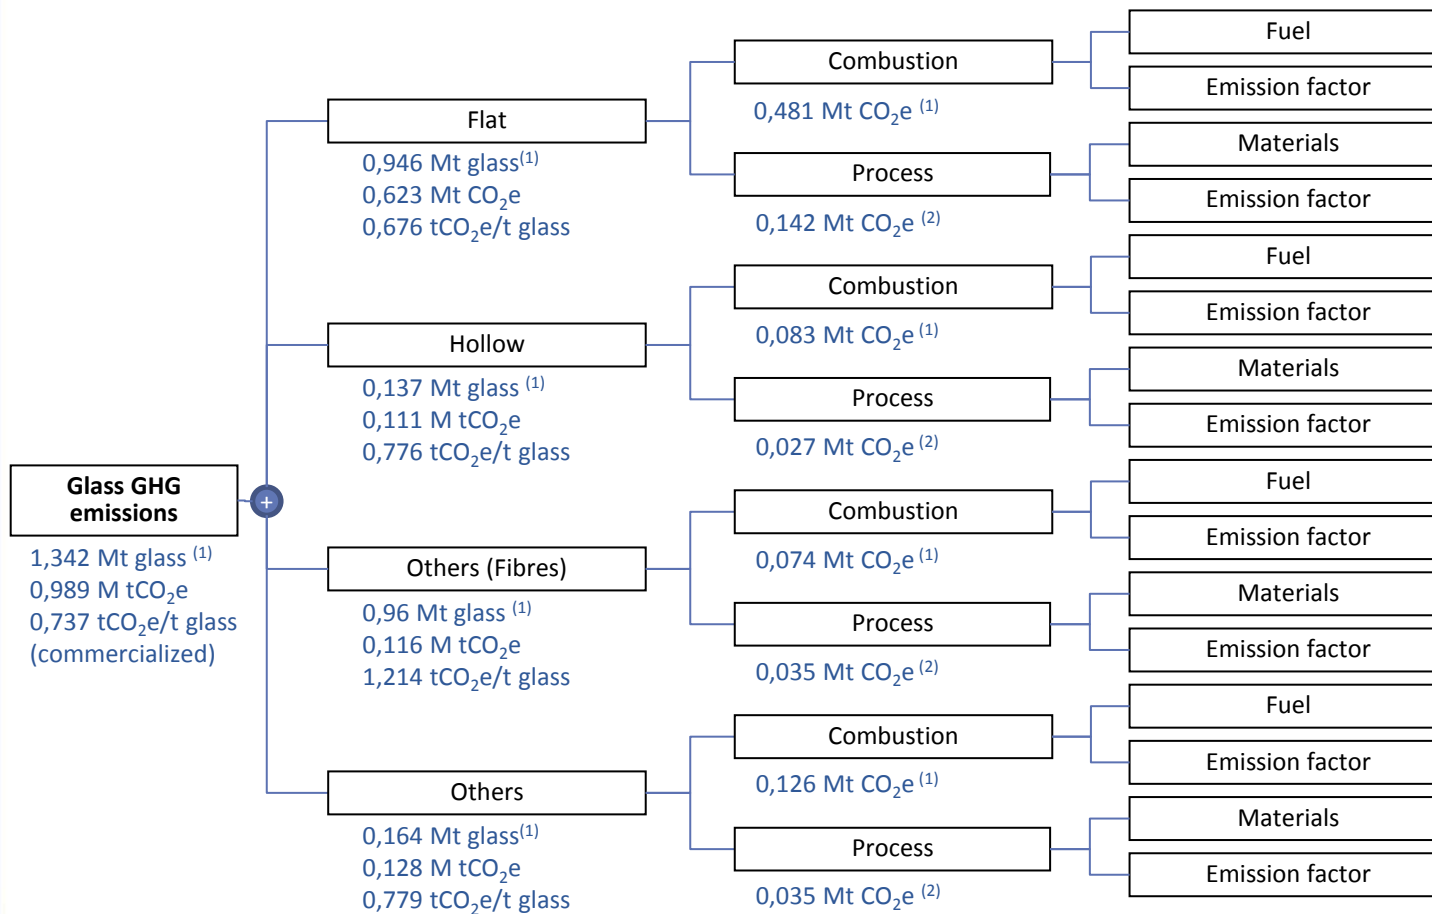 Glass GHG
emissions
1,342 Mt glass (1)
0,989 M tCO2e
0,737 tCO2e/t glass
(commercialized)
+
Flat
0,946 Mt glass(1)
0,623 Mt CO2e
0,676 tCO2e/t glass
Combustion
0,481 Mt CO2e (1)
Fuel
Emission factor
Process
0,142 Mt CO2e (2)
Materials
Emission factor
Hollow
0,137 Mt glass (1)
0,111 M tCO2e
0,776 tCO2e/t glass
Combustion
0,083 Mt CO2e (1)
Fuel
Emission factor
Process
0,027 Mt CO2e (2)
Materials
Emission factor
Others (Fibres)
0,96 Mt glass (1)
0,116 M tCO2e
1,214 tCO2e/t glass
Combustion
0,074 Mt CO2e (1)
Fuel
Emission factor
Process
0,035 Mt CO2e (2)
Materials
Emission factor
Others
0,164 Mt glass(1)
0,128 M tCO2e
0,779 tCO2e/t glass
Combustion
0,126 Mt CO2e (1)
Fuel
Emission factor
Process
0,035 Mt CO2e (2)
Materials
Emission factor